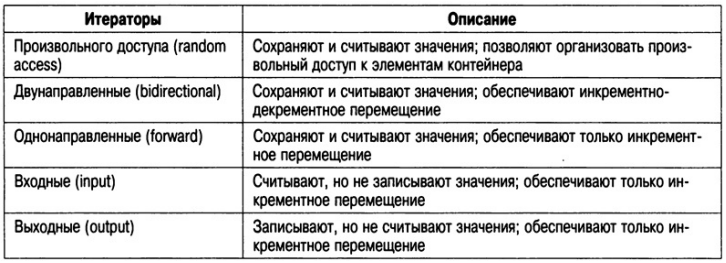 Итераторы Описание
Произвольного доступа (random Сохраняют и считывают значения; позволяют организовать произ-
access) вольный доступ к элементам контейнера
Двунаправленные (bidirectional) Сохраняют и считывают значения; обеспечивают инкрементно-
декрементное перемещение
Однонаправленные (forward) Сохраняют и считывают значения; обеспечивают только инкремент-
ное перемещение
Входные (input) Считывают, но не записывают значения; обеспечивают только ин-
крементное перемещение
Выходные (output) Записывают, но не считывают значения; обеспечивают только ин-
крементное перемещение